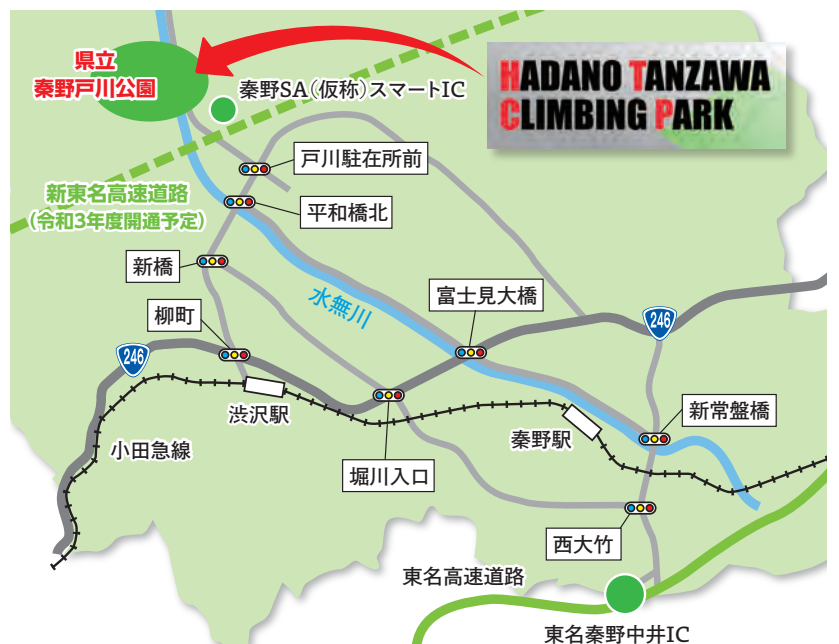 県立
秦野戸川公園
秦野SA(仮称)スマートIC
HADANO TANZAWA
CLIMBING PARK
戸川駐在所前
新東名高速道路
(令和3年度開通予定)
平和橋北
新橋
水無川
富士見大橋
柳町
246
246
渋沢駅
新常盤橋
秦野駅
小田急線
堀川入口
西大竹
東名高速道路
東名秦野中井IC